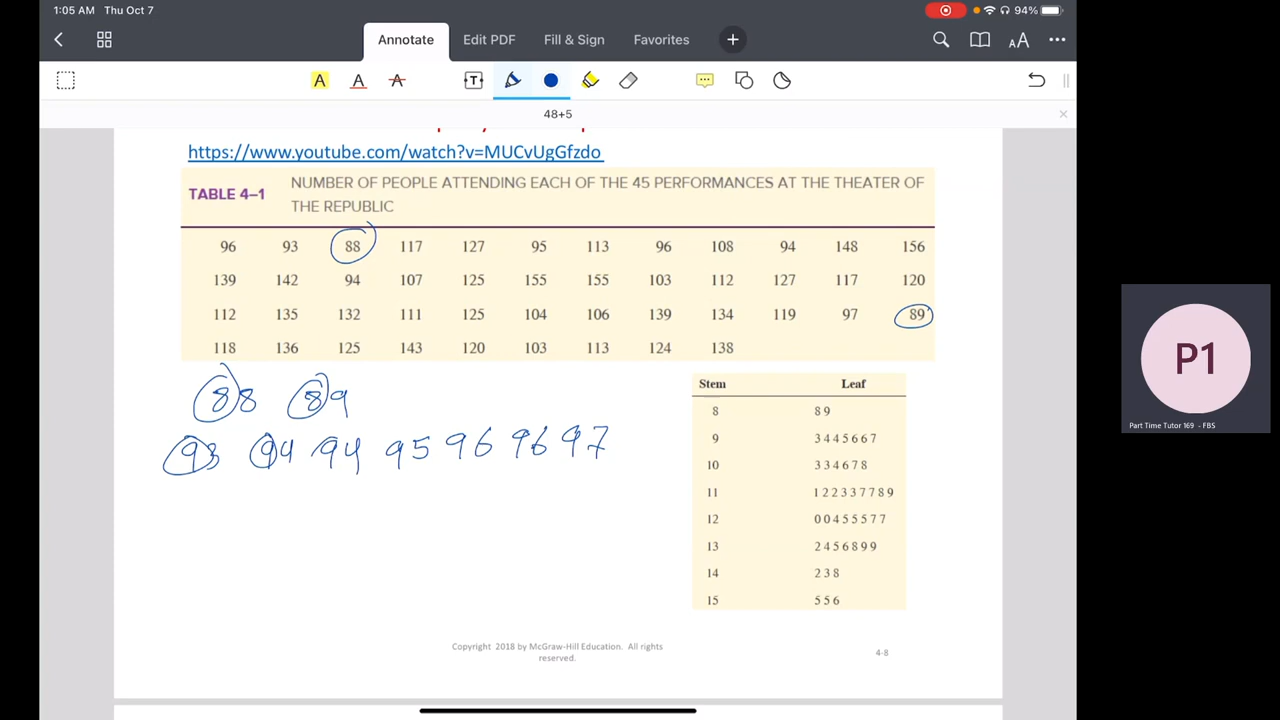 1:05 AM Thu Oct 7
94%
Annotate Edit PDF Fill & Sign Favorites
AA
A A A T
48+5
https://www.youtube.com/watch?v=MUCvUgGfzdo
TABLE 4–1 NUMBER OF PEOPLE ATTENDING EACH OF THE 45 PERFORMANCES AT THE THEATER OF
THE REPUBLIC
96 93 88 117 127 95 113 96 108 94 148 156
139 142 94 107 125 155 155 103 112 127 117 120
112 135 132 111 125 104 106 139 134 119 97 89
118 136 125 143 120 103 113 124 138
88 89
93 94 94 95 96 96 97
Stem Leaf
8 8 9
9 3 4 4 5 6 6 7
10 3 3 4 6 7 8
11 1 2 2 3 3 7 7 8 9
12 0 0 4 5 5 5 7 7
13 2 4 5 6 8 9 9
14 2 3 8
15 5 5 6
Copyright 2018 by McGraw-Hill Education. All rights
reserved.
4-8
P1
Part Time Tutor 169 - FBS